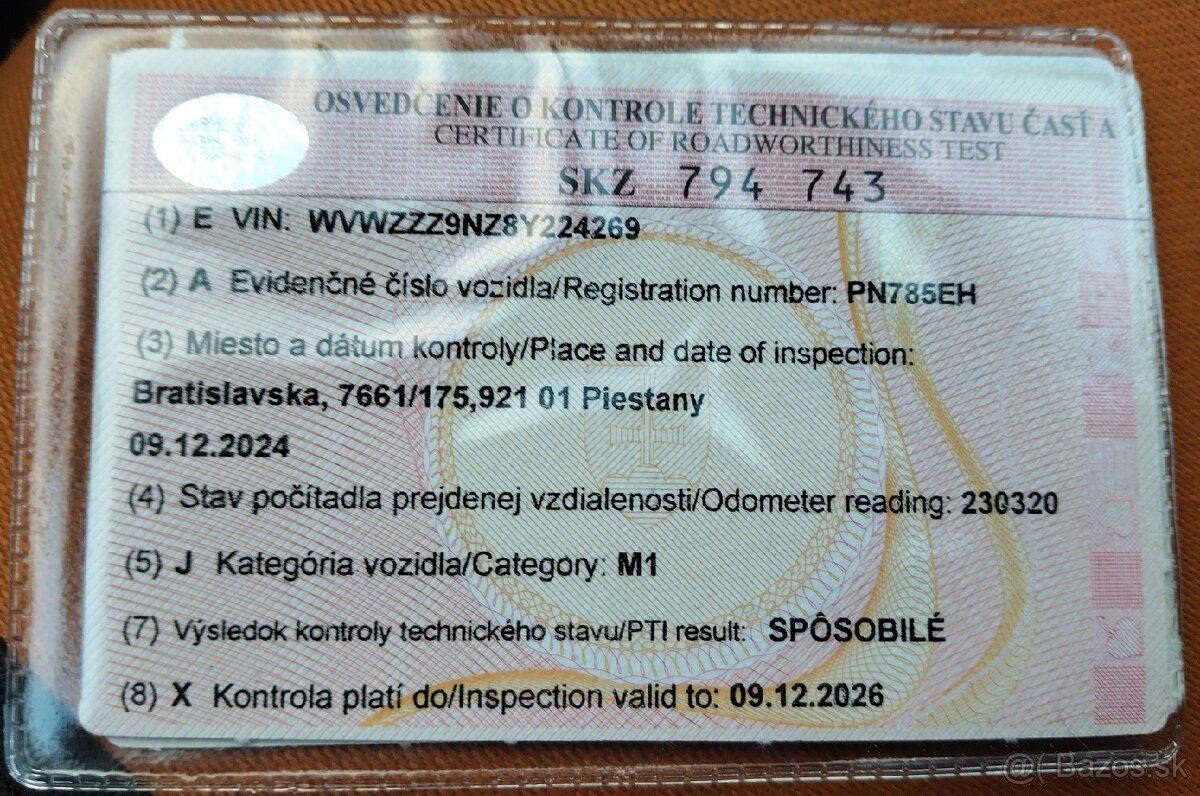 OSVEDČENIE O KONTROLE TECHNICKÉHO STAVU ČASŤ A
CERTIFICATE OF ROADWORTHINESS TEST
SKZ 794 743
(1) E VIN: WVWZZZ9NZ8Y224269
(2) A Evidenčné číslo vozidla/Registration number: PN785EH
(3) Miesto a dátum kontroly/Place and date of inspection:
Bratislavska, 7661/175,921 01 Piestany
09.12.2024
(4) Stav počítadla prejdenej vzdialenosti/Odometer reading: 230320
(5) J Kategória vozidla/Category: M1
(7) Výsledok kontroly technického stavu/PTI result: SPÔSOBILÉ
(8) X Kontrola platí do/Inspection valid to: 09.12.2026
@( Bazos.sk